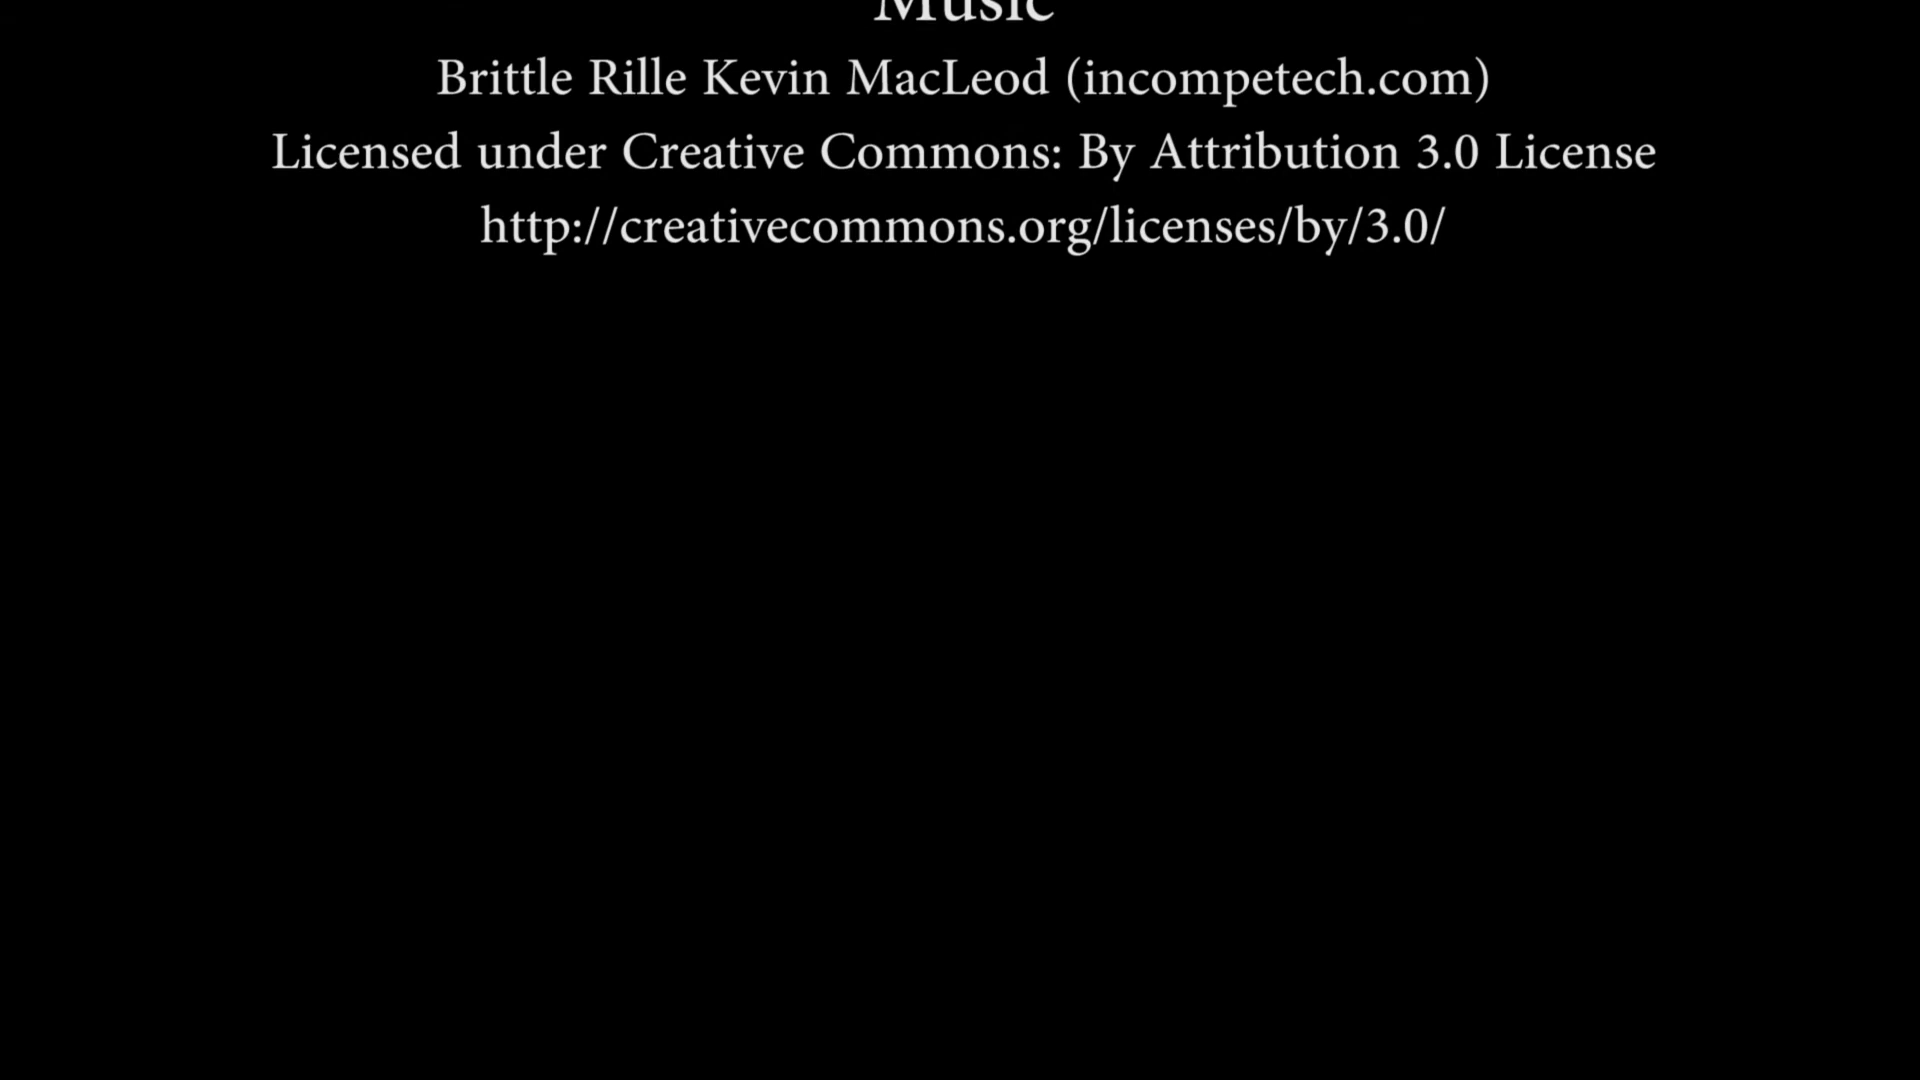 Music
Brittle Rille Kevin MacLeod (incompetech.com)
Licensed under Creative Commons: By Attribution 3.0 License
http://creativecommons.org/licenses/by/3.0/